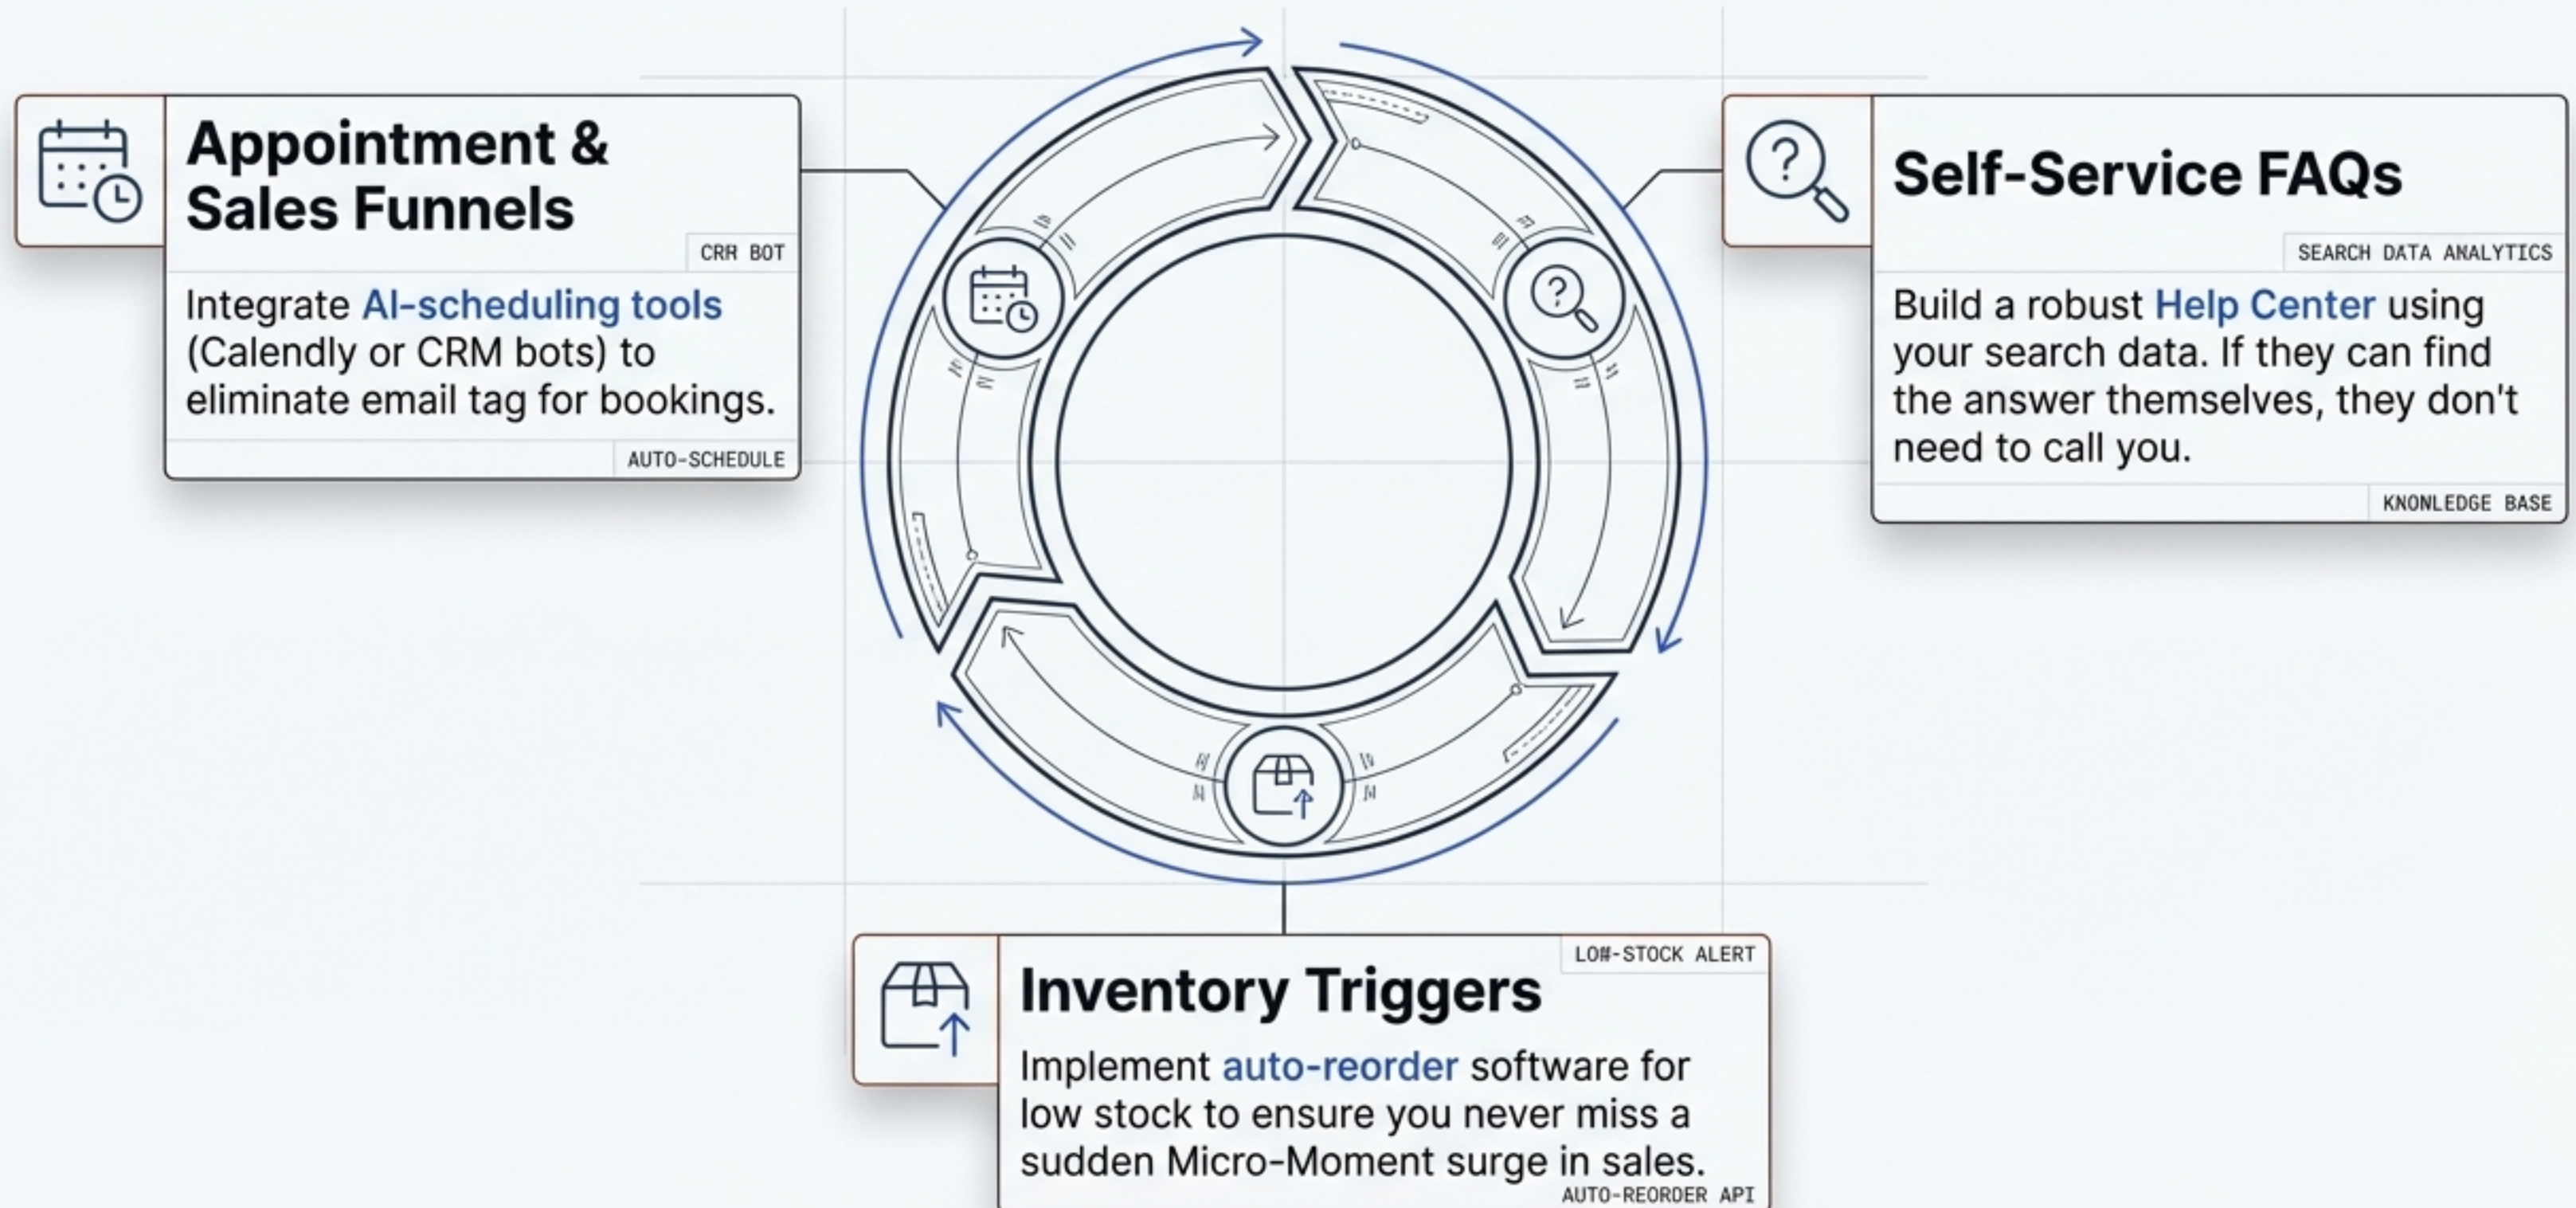 Appointment &
Sales Funnels
CRR BOT
Integrate AI-scheduling tools
(Calendly or CRM bots) to
eliminate email tag for bookings.
AUTO-SCHEDULE
Self-Service FAQs
SEARCH DATA ANALYTICS
Build a robust Help Center using
your search data. If they can find
the answer themselves, they don't
need to call you.
KNONLEDGE BASE
-STOCK ALERT
Inventory Triggers
Implement auto-reorder software for
low stock to ensure you never miss a
sudden Micro-Moment surge in sales.
AUTO-REORDER API